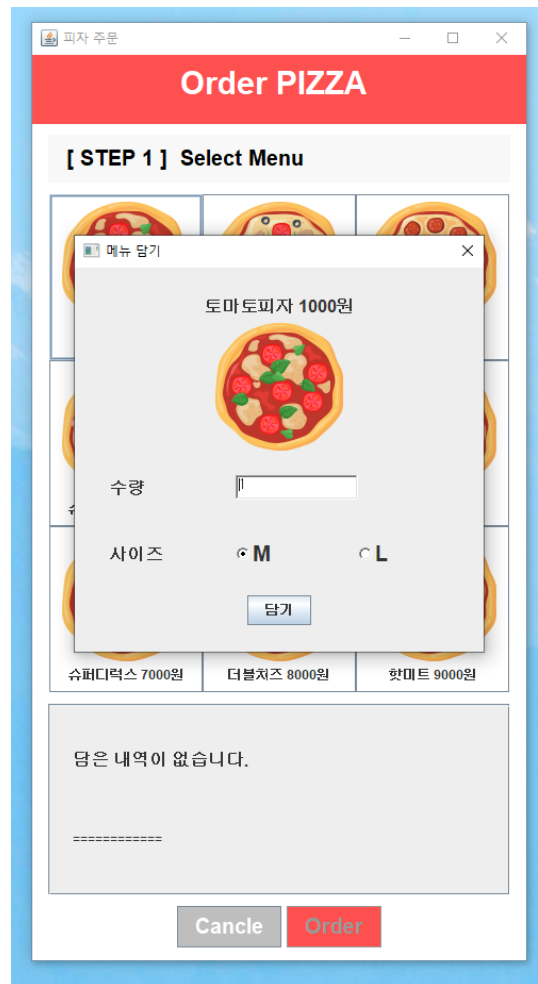 피자 주문
Order PIZZA
[ STEP 1 ] Select Menu
메뉴 담기
토마토피자 1000원
수량
사이즈
M
L
담기
슈퍼디럭스 7000원
더블치즈 8000원
핫미트 9000원
담은 내역이 없습니다.
============
Cancle
Order